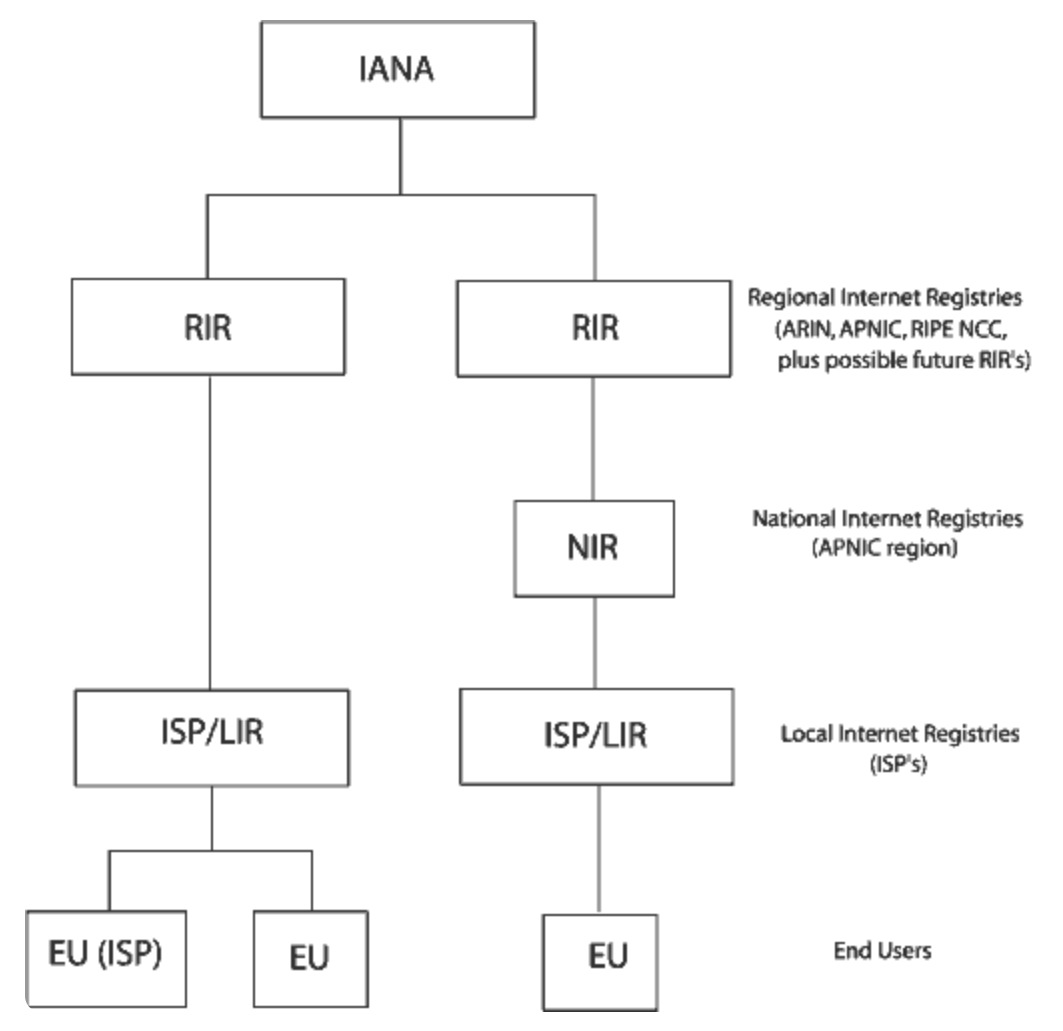 IANA
RIR
RIR
Regional Internet Registries
(ARIN, APNIC, RIPE NCC,
plus possible future RIR's)
NIR
National Internet Registries
(APNIC region)
ISP/LIR
ISP/LIR
Local Internet Registries
(ISP's)
EU (ISP)
EU
EU
End Users